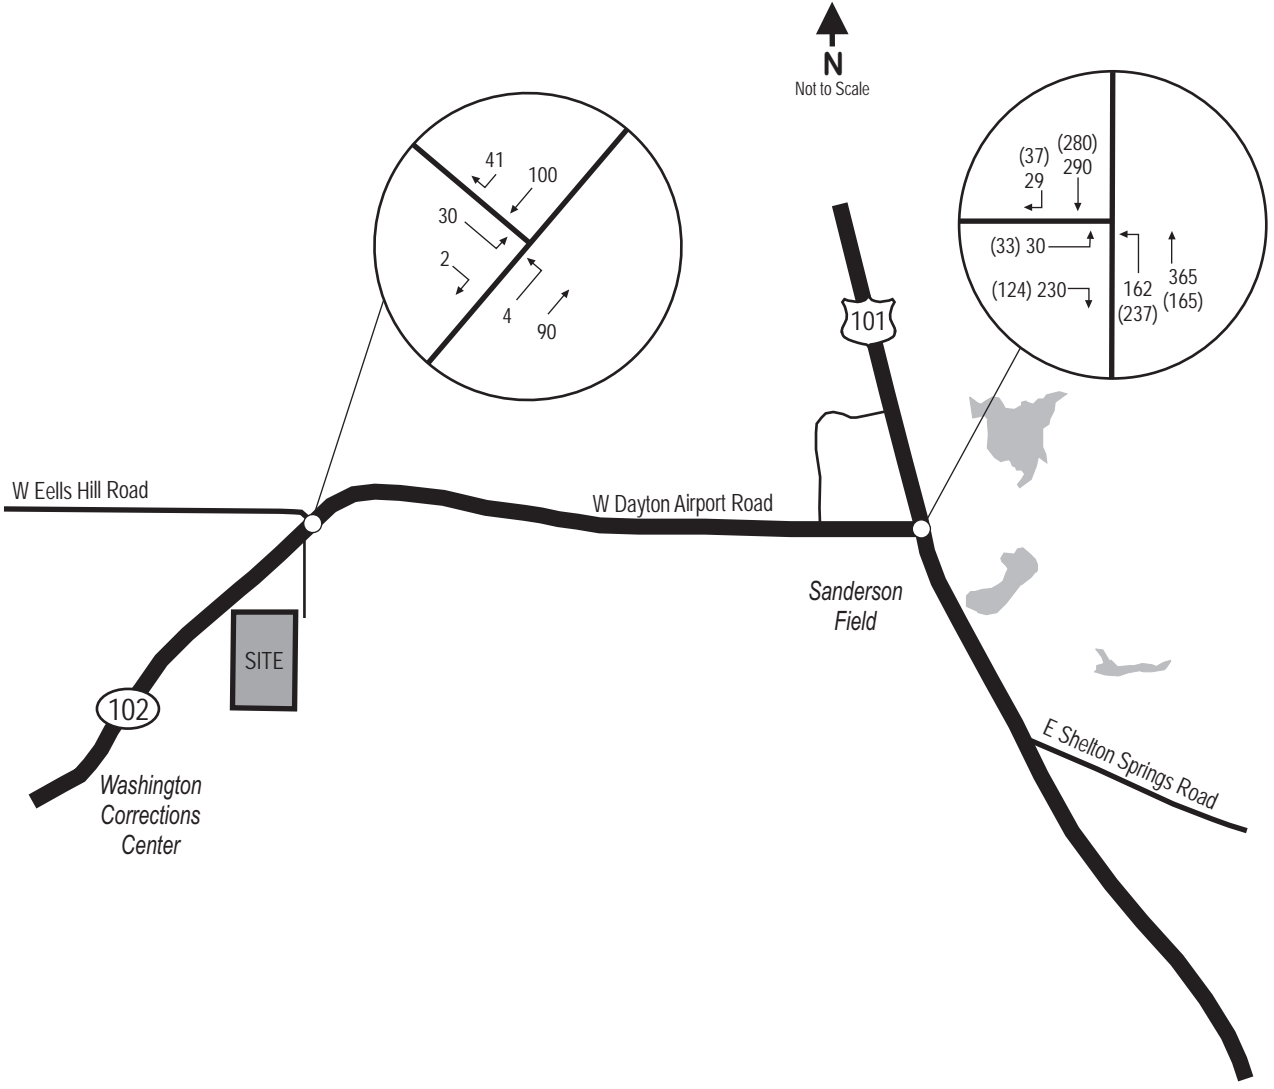 N
Not to Scale
41
100
30
2
4
90
(37)
29
(280)
290
(33) 30
(124) 230
162
(237)
365
(165)
101
W Eells Hill Road
W Dayton Airport Road
Sanderson
Field
SITE
102
Washington
Corrections
Center
E Shelton Springs Road